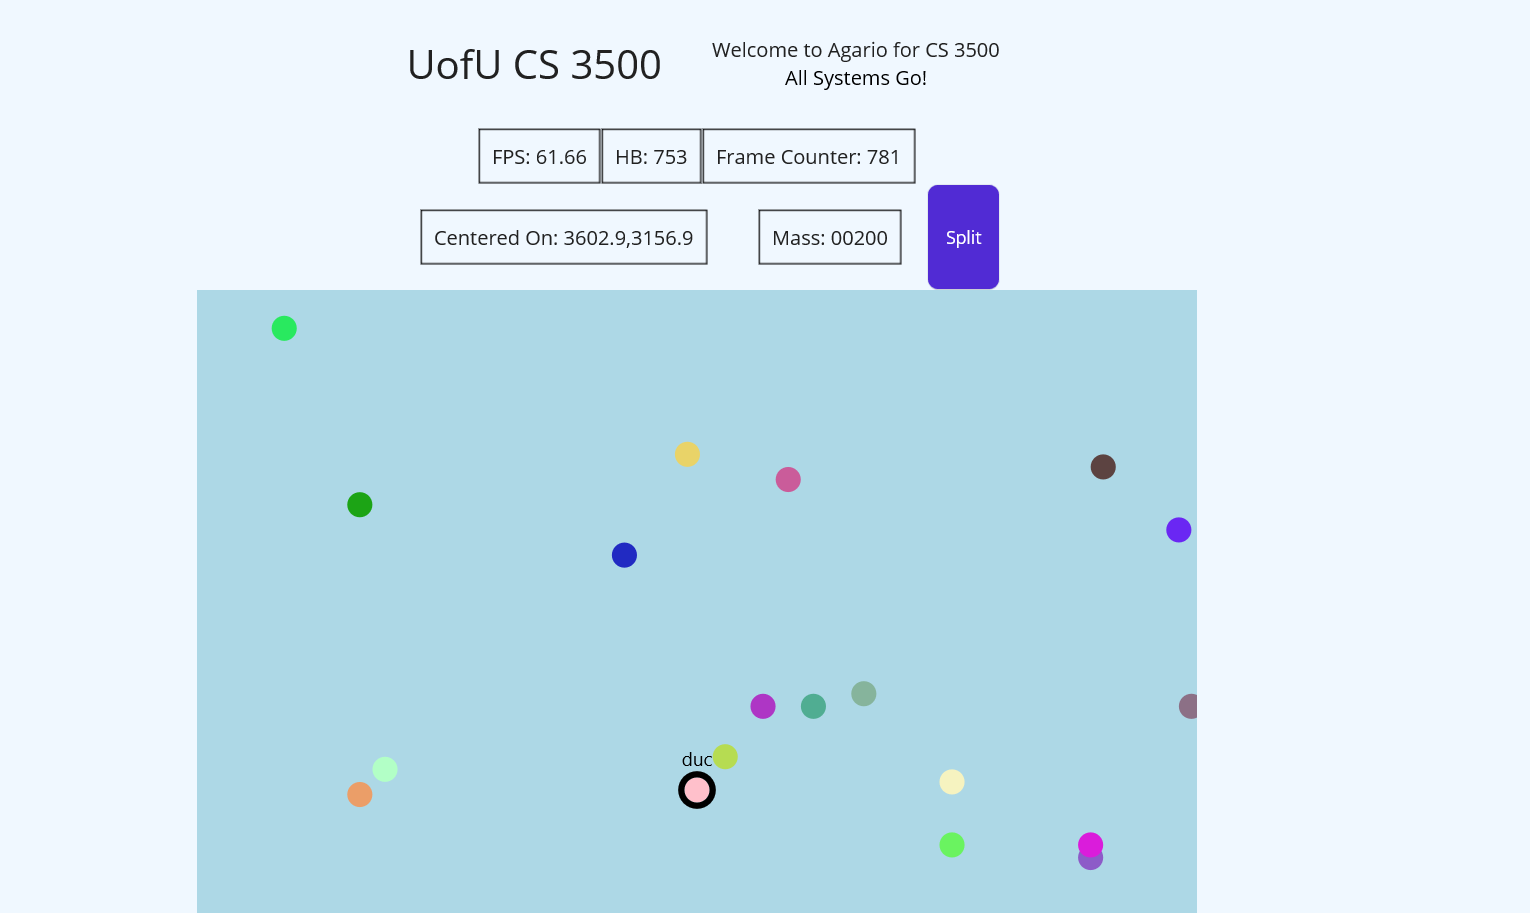 UofU CS 3500
Welcome to Agario for CS 3500
All Systems Go!
FPS: 61.66
HB: 753
Frame Counter: 781
Centered On: 3602.9,3156.9
Mass: 00200
Split
duc